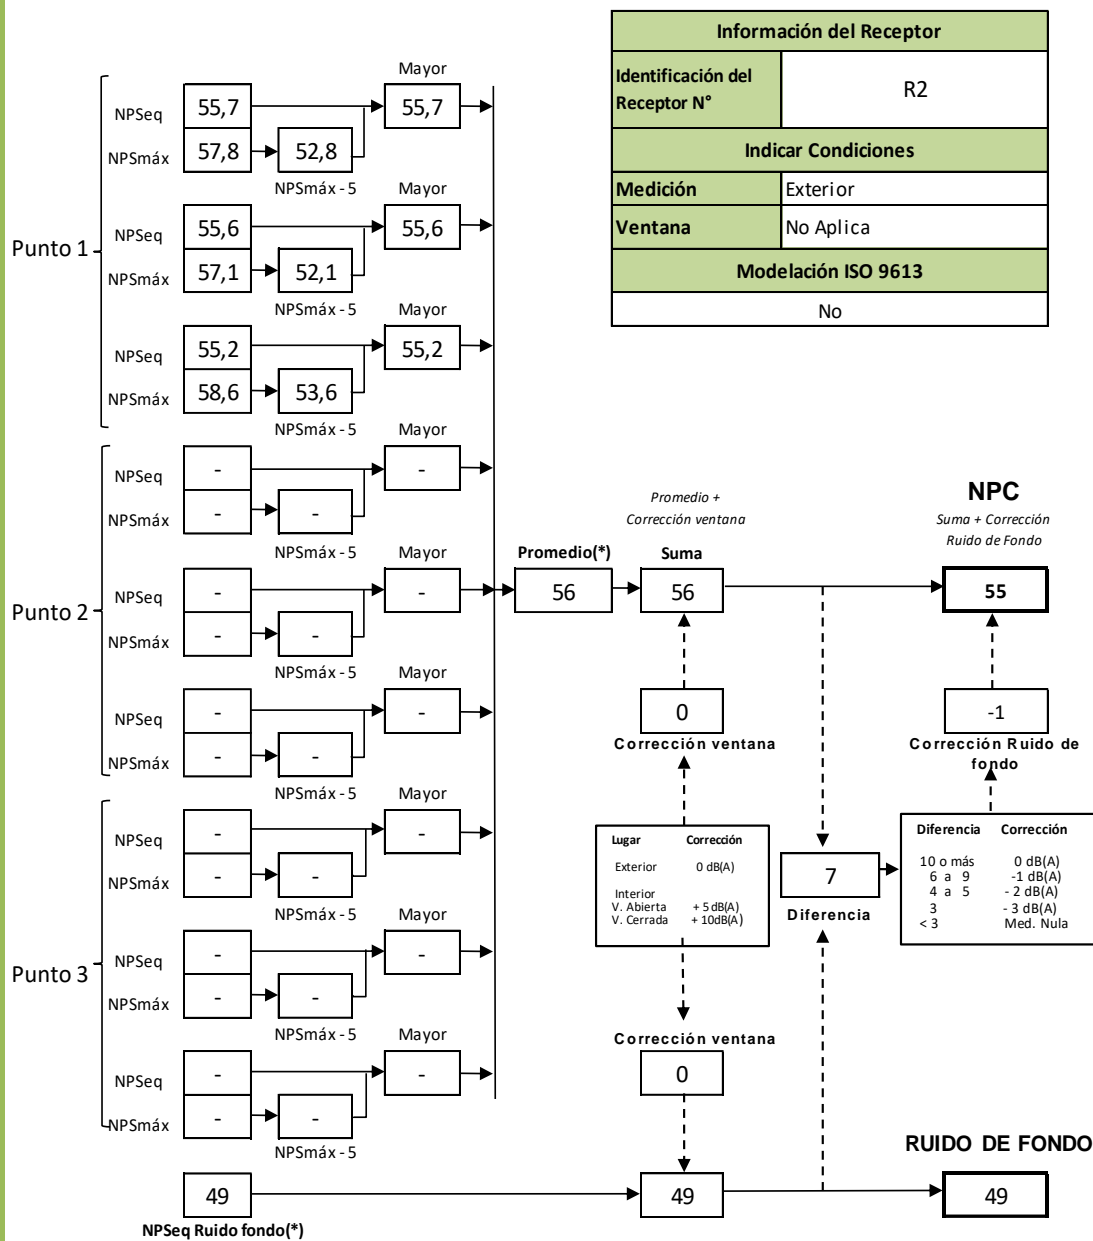 Información del Receptor
Identificación del Receptor N°
R2
Indicar Condiciones
Medición Exterior
Ventana No Aplica
Modelación ISO 9613
No
Punto 1
Mayor
NPSeq 55,7 55,7
NPSmáx 57,8 52,8
NPSmáx - 5
Mayor
NPSeq 55,6 55,6
NPSmáx 57,1 52,1
NPSmáx - 5
Mayor
NPSeq 55,2 55,2
NPSmáx 58,6 53,6
NPSmáx - 5
Punto 2
Mayor
NPSeq - -
NPSmáx - -
NPSmáx - 5
Mayor
NPSeq - -
NPSmáx - -
NPSmáx - 5
Mayor
NPSeq - -
NPSmáx - -
NPSmáx - 5
Punto 3
Mayor
NPSeq - -
NPSmáx - -
NPSmáx - 5
Mayor
NPSeq - -
NPSmáx - -
NPSmáx - 5
Mayor
NPSeq - -
NPSmáx - -
NPSmáx - 5
49
NPSeq Ruido fondo(*)
Promedio(*)
56
Promedio +
Corrección ventana
Suma
56
0
Corrección ventana
Lugar Corrección
Exterior 0 dB(A)
Interior
V. Abierta + 5 dB(A)
V. Cerrada + 10dB(A)
Corrección ventana
0
49
7
Diferencia
NPC
Suma + Corrección
Ruido de Fondo
55
-1
Corrección Ruido de
fondo
Diferencia Corrección
10 o más 0 dB(A)
6 a 9 -1 dB(A)
4 a 5 - 2 dB(A)
3 - 3 dB(A)
< 3 Med. Nula
RUIDO DE FONDO
49